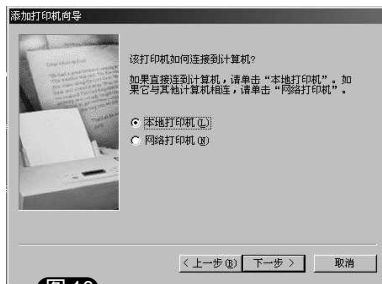 添加打印机向导
该打印机如何连接到计算机?
如果直接连到计算机，请单击“本地打印机”。如
果它与其他计算机相连，请单击“网络打印机”。
本地打印机(L)
网络打印机(N)
< 上一步(B) 下一步 > 取消